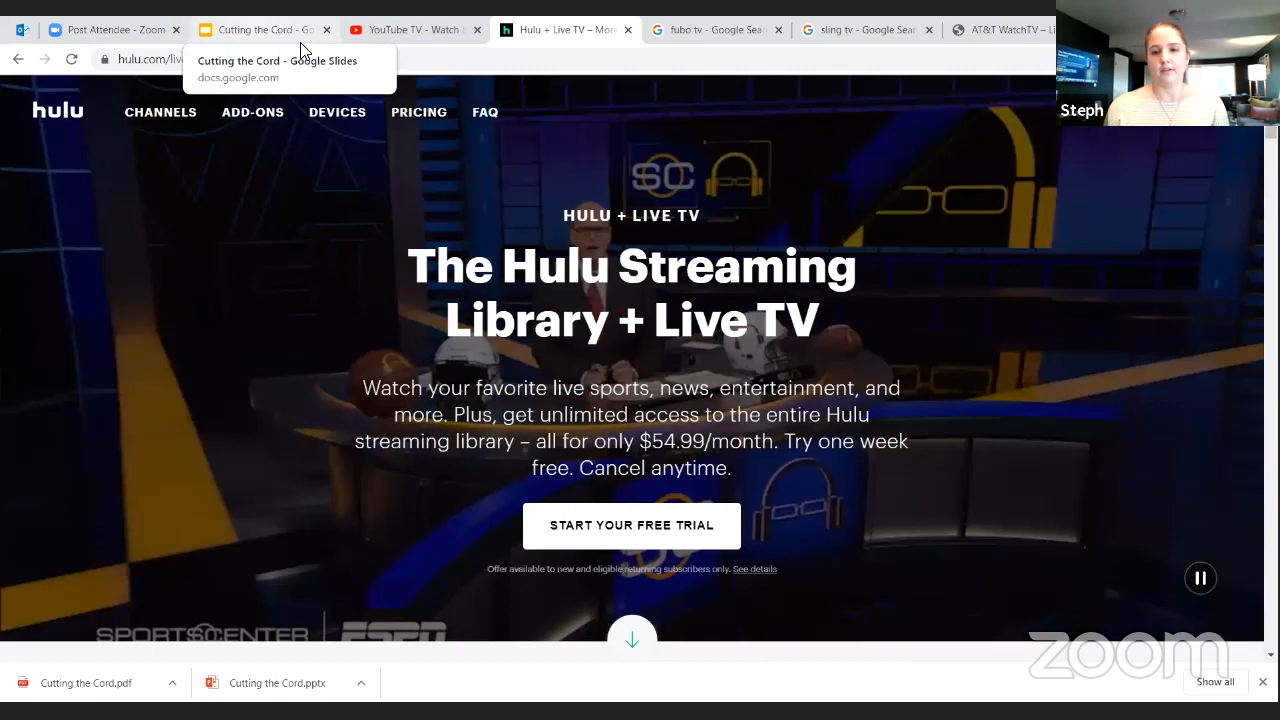 Post Attendee - Zoom
Cutting the Cord - Go
YouTube TV - Watch
Hulu + Live TV – More
fubo tv - Google Sear
sling tv - Google Sear
AT&T WatchTV – Li
hulu.com/liv
Cutting the Cord - Google Slides
docs.google.com
Steph
hulu
CHANNELS
ADD-ONS
DEVICES
PRICING
FAQ
SC
HULU + LIVE TV
The Hulu Streaming
Library + Live TV
Watch your favorite live sports, news, entertainment, and
more. Plus, get unlimited access to the entire Hulu
streaming library – all for only $54.99/month. Try one week
free. Cancel anytime.
START YOUR FREE TRIAL
Offer available to new and eligible returning subscribers only. See details
SPORTSCENTER
ESPN
zoom
Cutting the Cord.pdf
Cutting the Cord.pptx
Show all